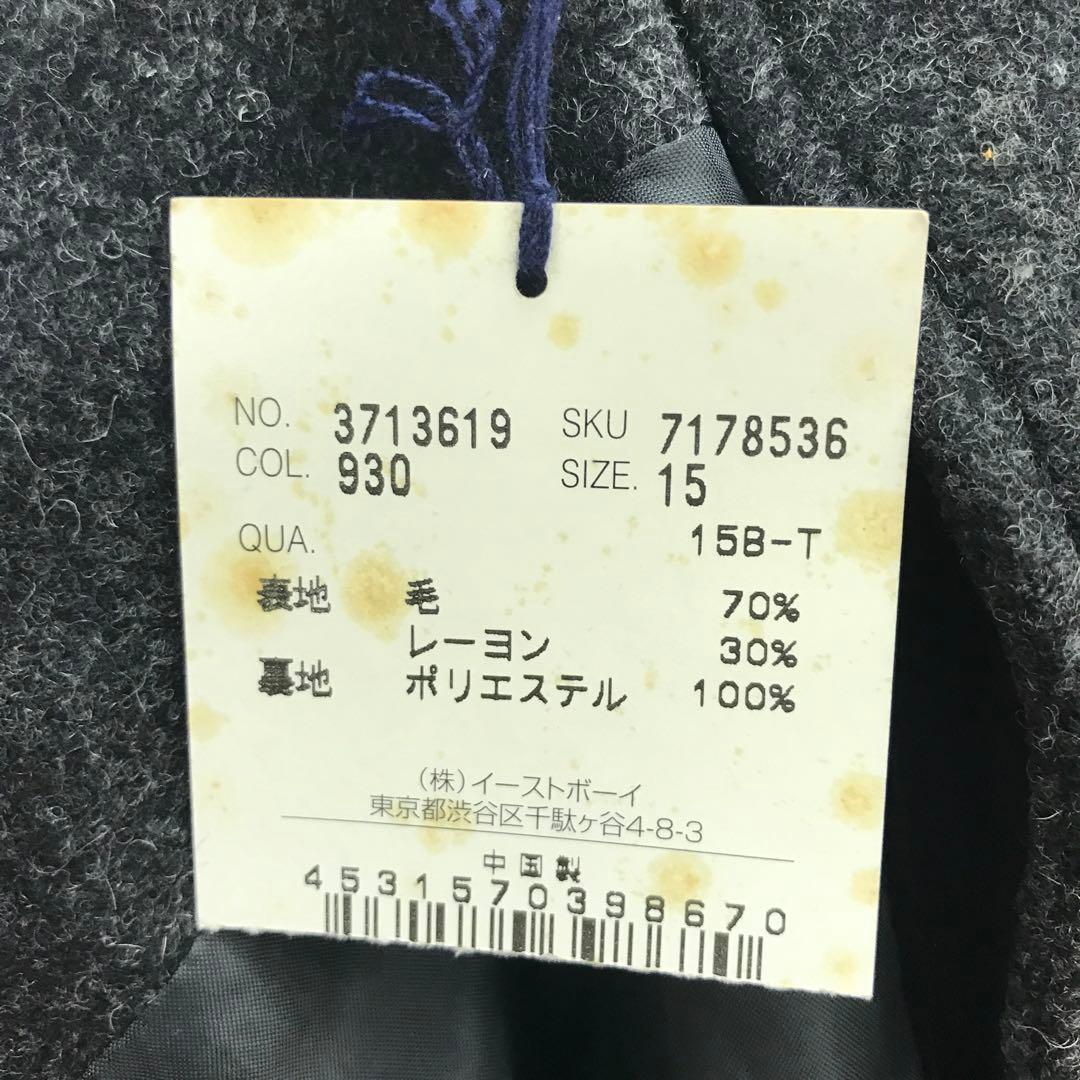 NO. 3713619 SKU 7178536
COL. 930 SIZE. 15
QUA. 15B-T
表地 毛 70%
レーヨン 30%
裏地 ポリエステル 100%
(株)イーストボーイ
東京都渋谷区千駄ヶ谷4-8-3
中国製
4531570398670